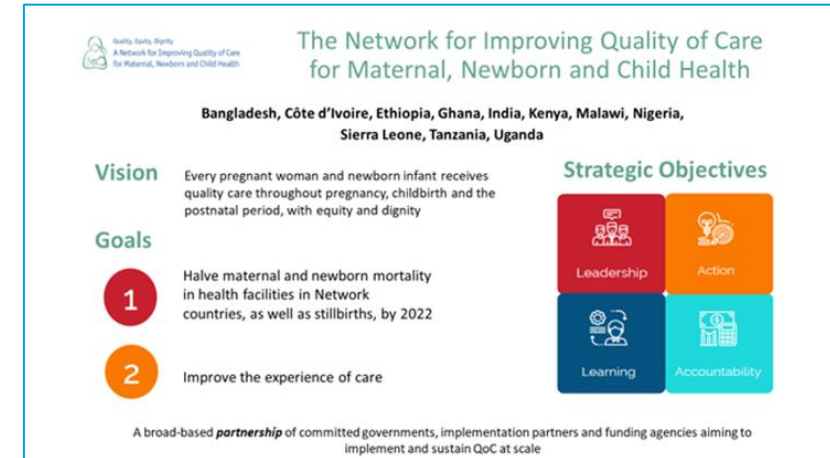 Quality, Equity, Dignity
A Network for Improving Quality of Care
for Maternal, Newborn and Child Health
The Network for Improving Quality of Care
for Maternal, Newborn and Child Health
Bangladesh, Côte d'Ivoire, Ethiopia, Ghana, India, Kenya, Malawi, Nigeria,
Sierra Leone, Tanzania, Uganda
Vision
Every pregnant woman and newborn infant receives
quality care throughout pregnancy, childbirth and the
postnatal period, with equity and dignity
Goals
1
Halve maternal and newborn mortality
in health facilities in Network
countries, as well as stillbirths, by 2022
2
Improve the experience of care
Strategic Objectives
Leadership
Action
Learning
Accountability
A broad-based partnership of committed governments, implementation partners and funding agencies aiming to
implement and sustain QoC at scale